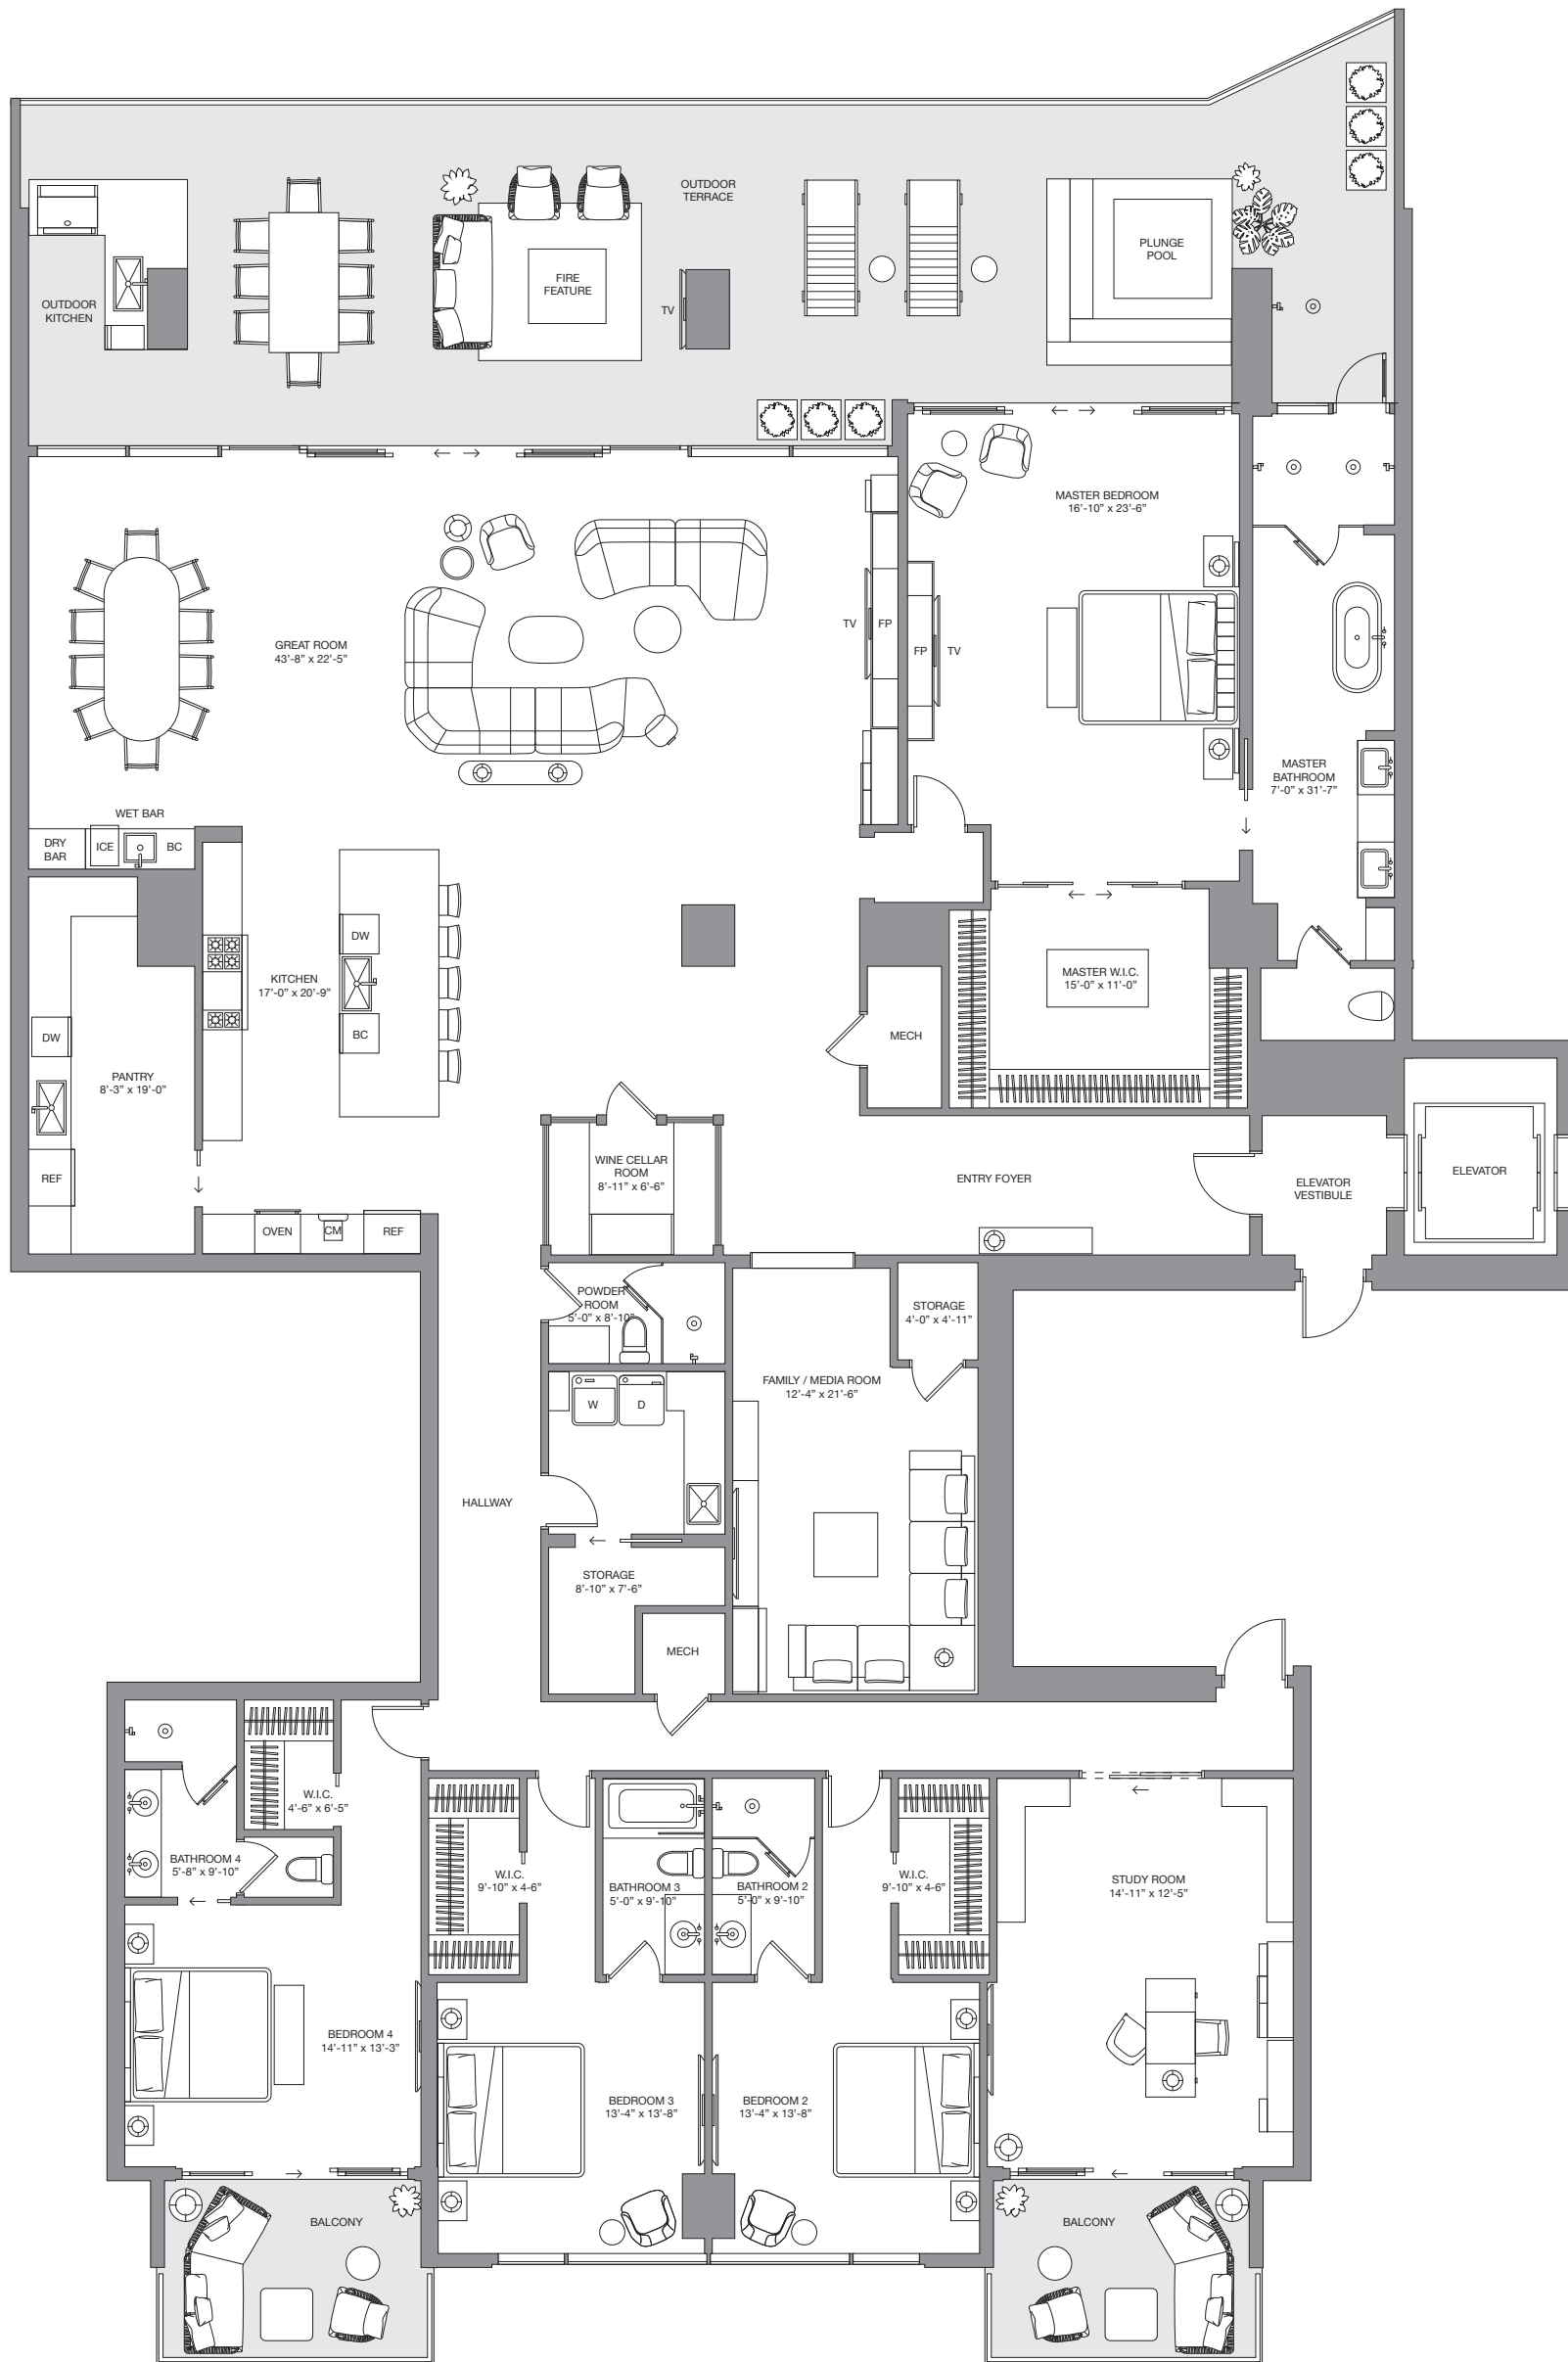 OUTDOOR
TERRACE
PLUNGE
POOL
FIRE
FEATURE
OUTDOOR
KITCHEN
TV
MASTER BEDROOM
16'-10" x 23'-6"
GREAT ROOM
43'-8" x 22'-5"
TV
FP
FP
TV
MASTER
BATHROOM
7'-0" x 31'-7"
WET BAR
DRY
BAR
ICE
BC
DW
KITCHEN
17'-0" x 20'-9"
BC
MASTER W.I.C.
15'-0" x 11'-0"
MECH
DW
PANTRY
8'-3" x 19'-0"
REF
WINE CELLAR
ROOM
8'-11" x 6'-6"
ENTRY FOYER
ELEVATOR
VESTIBULE
ELEVATOR
OVEN
CM
REF
POWDER
ROOM
5'-0" x 8'-10"
STORAGE
4'-0" x 4'-11"
FAMILY / MEDIA ROOM
12'-4" x 21'-6"
W
D
HALLWAY
STORAGE
8'-10" x 7'-6"
MECH
W.I.C.
4'-6" x 6'-5"
BATHROOM 4
5'-8" x 9'-10"
W.I.C.
9'-10" x 4-6"
BATHROOM 3
5'-0" x 9'-10"
BATHROOM 2
5'-0" x 9'-10"
W.I.C.
9'-10" x 4-6"
STUDY ROOM
14'-11" x 12'-5"
BEDROOM 4
14'-11" x 13'-3"
BEDROOM 3
13'-4" x 13'-8"
BEDROOM 2
13'-4" x 13'-8"
BALCONY
BALCONY